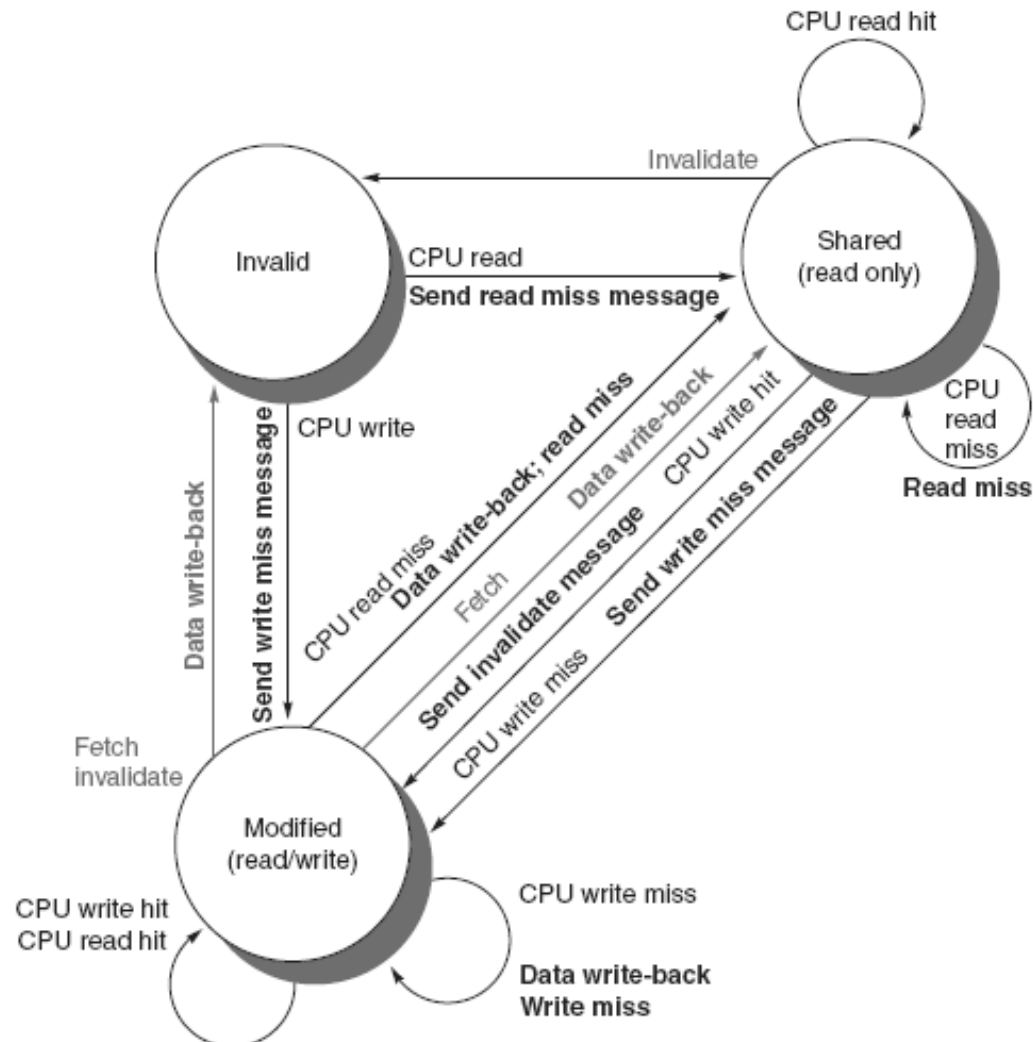 CPU read hit
Invalidate
Invalid
Shared
(read only)
CPU read
Send read miss message
CPU
read
miss
Read miss
CPU write
Send write miss message
Data write-back
CPU read miss
Data write-back; read miss
Fetch
Data write-back
Send invalidate message
CPU write hit
CPU write miss
Send write miss message
Fetch
invalidate
Modified
(read/write)
CPU write hit
CPU read hit
CPU write miss
Data write-back
Write miss